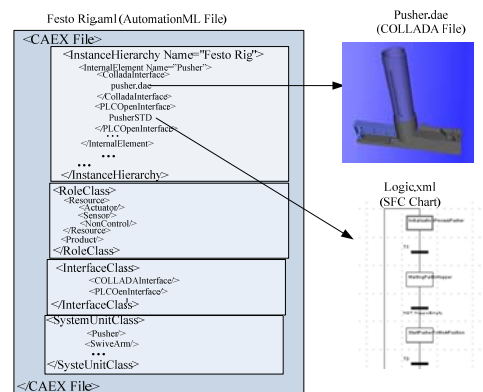 Festo Rig.aml (AutomationML File)
<CAEX File>
<InstanceHierarchy Name="Festo Rig">
<InternalElement Name="Pusher">
<ColladaInterface>
pusher.dae
</ColladaInterface>
<PLCOpenInterface>
PusherSTD
</PLCOpenInterface>
...
</InternalElement>
...
...
</InstanceHierarchy>
<RoleClass>
<Resource>
<Actuator/>
<Sensor/>
<NonControl/>
</Resource>
<Product/>
</RoleClass>
<InterfaceClass>
<COLLADAInterface/>
<PLCOenInterface/>
</InterfaceClass>
<SystemUnitClass>
<Pusher/>
<SwiveArm/>
...
</SysteUnitClass>
</CAEX File>
Pusher.dae
(COLLADA File)
Logic.xml
(SFC Chart)